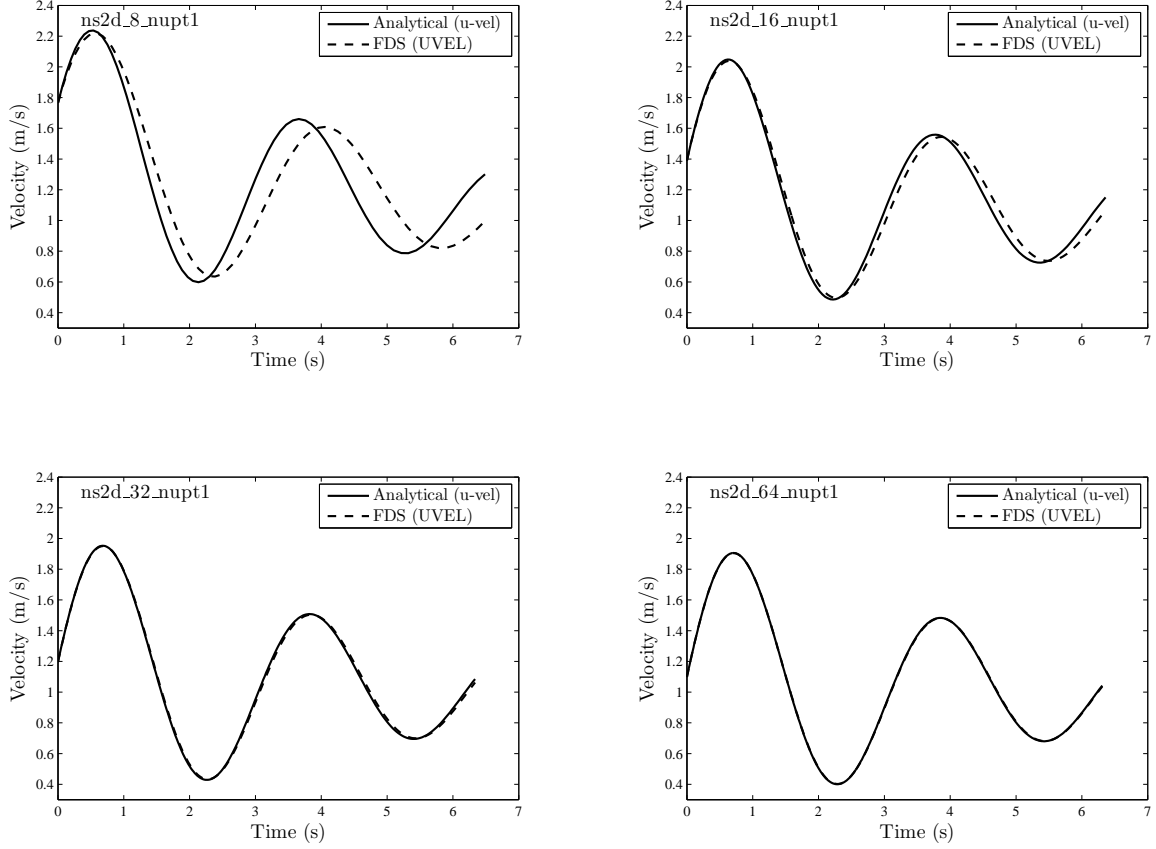 ns2d_8_nupt1
Analytical (u-vel)
FDS (UVEL)
2.4
2.2
2
1.8
1.6
1.4
1.2
1
0.8
0.6
0.4
Velocity (m/s)
0 1 2 3 4 5 6 7
Time (s)
ns2d_16_nupt1
Analytical (u-vel)
FDS (UVEL)
2.4
2.2
2
1.8
1.6
1.4
1.2
1
0.8
0.6
0.4
Velocity (m/s)
0 1 2 3 4 5 6 7
Time (s)
ns2d_32_nupt1
Analytical (u-vel)
FDS (UVEL)
2.4
2.2
2
1.8
1.6
1.4
1.2
1
0.8
0.6
0.4
Velocity (m/s)
0 1 2 3 4 5 6 7
Time (s)
ns2d_64_nupt1
Analytical (u-vel)
FDS (UVEL)
2.4
2.2
2
1.8
1.6
1.4
1.2
1
0.8
0.6
0.4
Velocity (m/s)
0 1 2 3 4 5 6 7
Time (s)